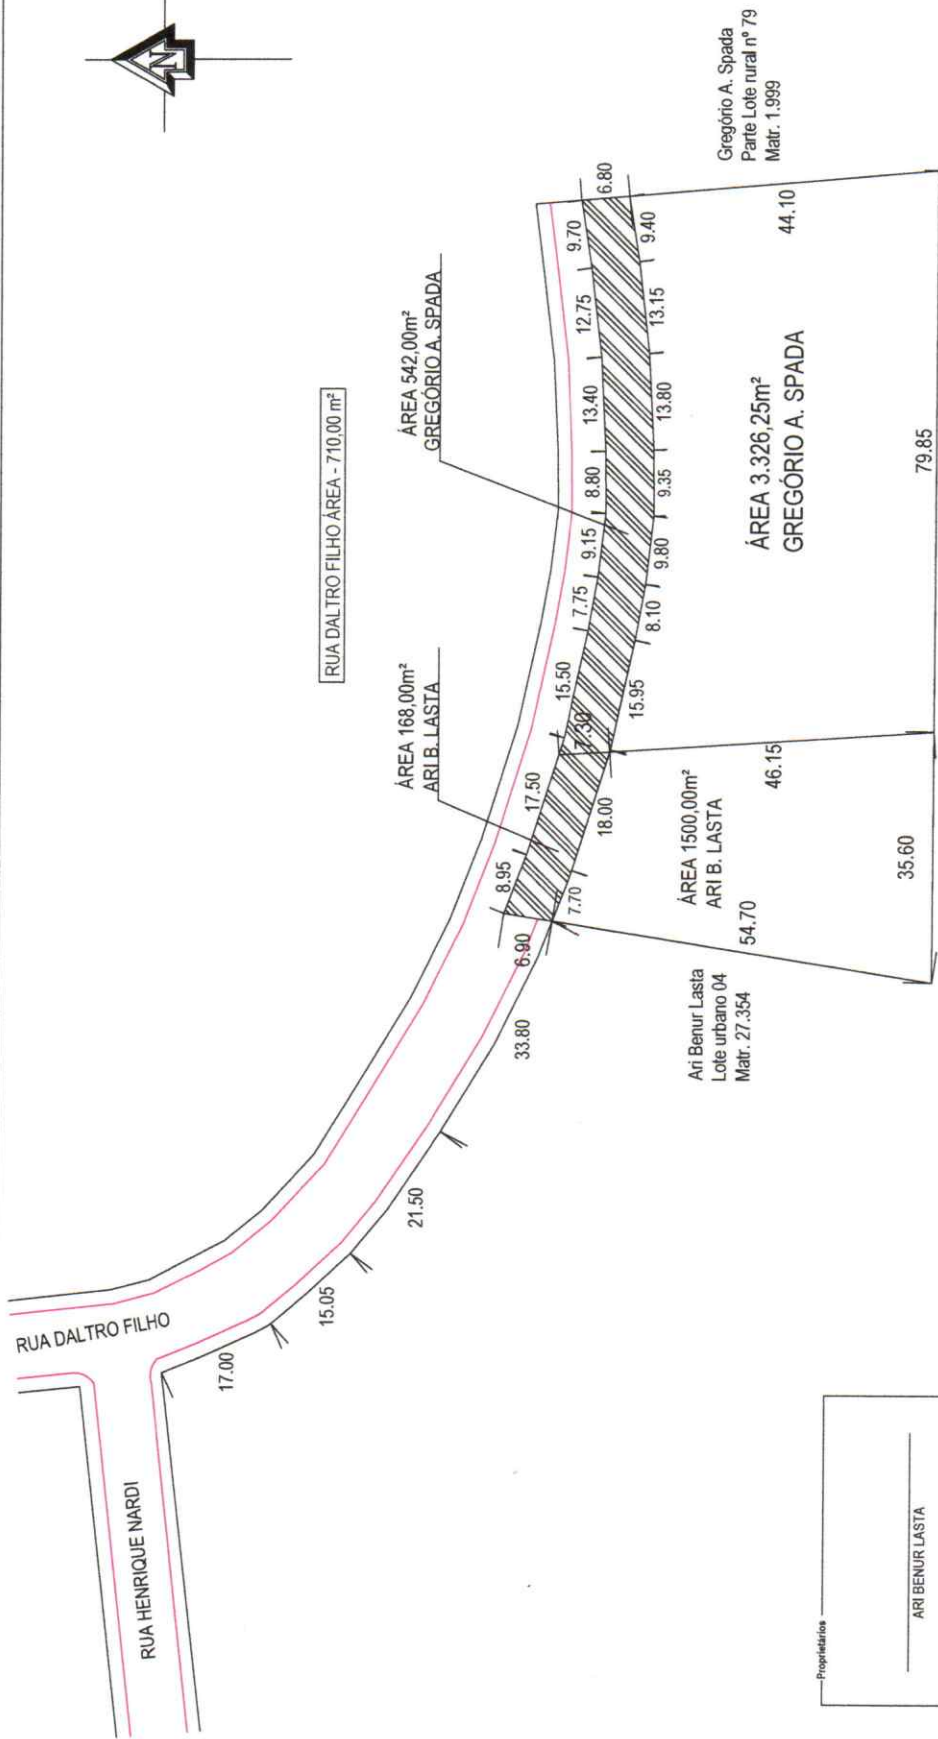 N
RUA DALTRO FILHO
RUA HENRIQUE NARDI
17.00
15.05
21.50
33.80
RUA DALTRO FILHO ÁREA - 710,00 m²
ÁREA 168,00m²
ARI B. LASTA
ÁREA 542,00m²
GREGÓRIO A. SPADA
6.90
8.95
17.50
7.30
15.50
7.75
9.15
8.80
13.40
12.75
9.70
6.80
7.70
18.00
15.95
8.10
9.80
9.35
13.80
13.15
9.40
Ari Benur Lasta
Lote urbano 04
Matr. 27.354
54.70
ÁREA 1500,00m²
ARI B. LASTA
46.15
35.60
ÁREA 3.326,25m²
GREGÓRIO A. SPADA
79.85
44.10
Gregório A. Spada
Parte Lote rural nº 79
Matr. 1.999
Proprietários
ARI BENUR LASTA